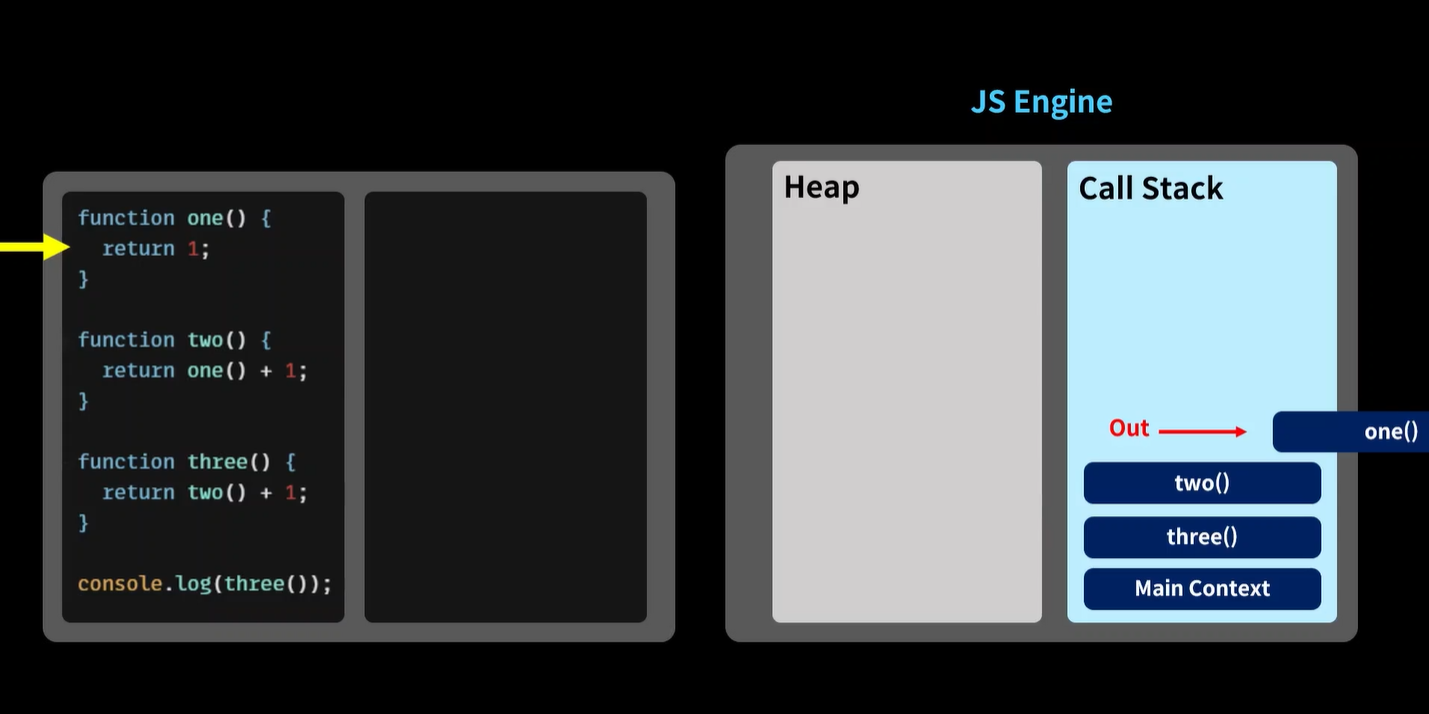 JS Engine
function one() {
  return 1;
}
function two() {
  return one() + 1;
}
function three() {
  return two() + 1;
}
console.log(three());
Heap
Call Stack
Out
one()
two()
three()
Main Context